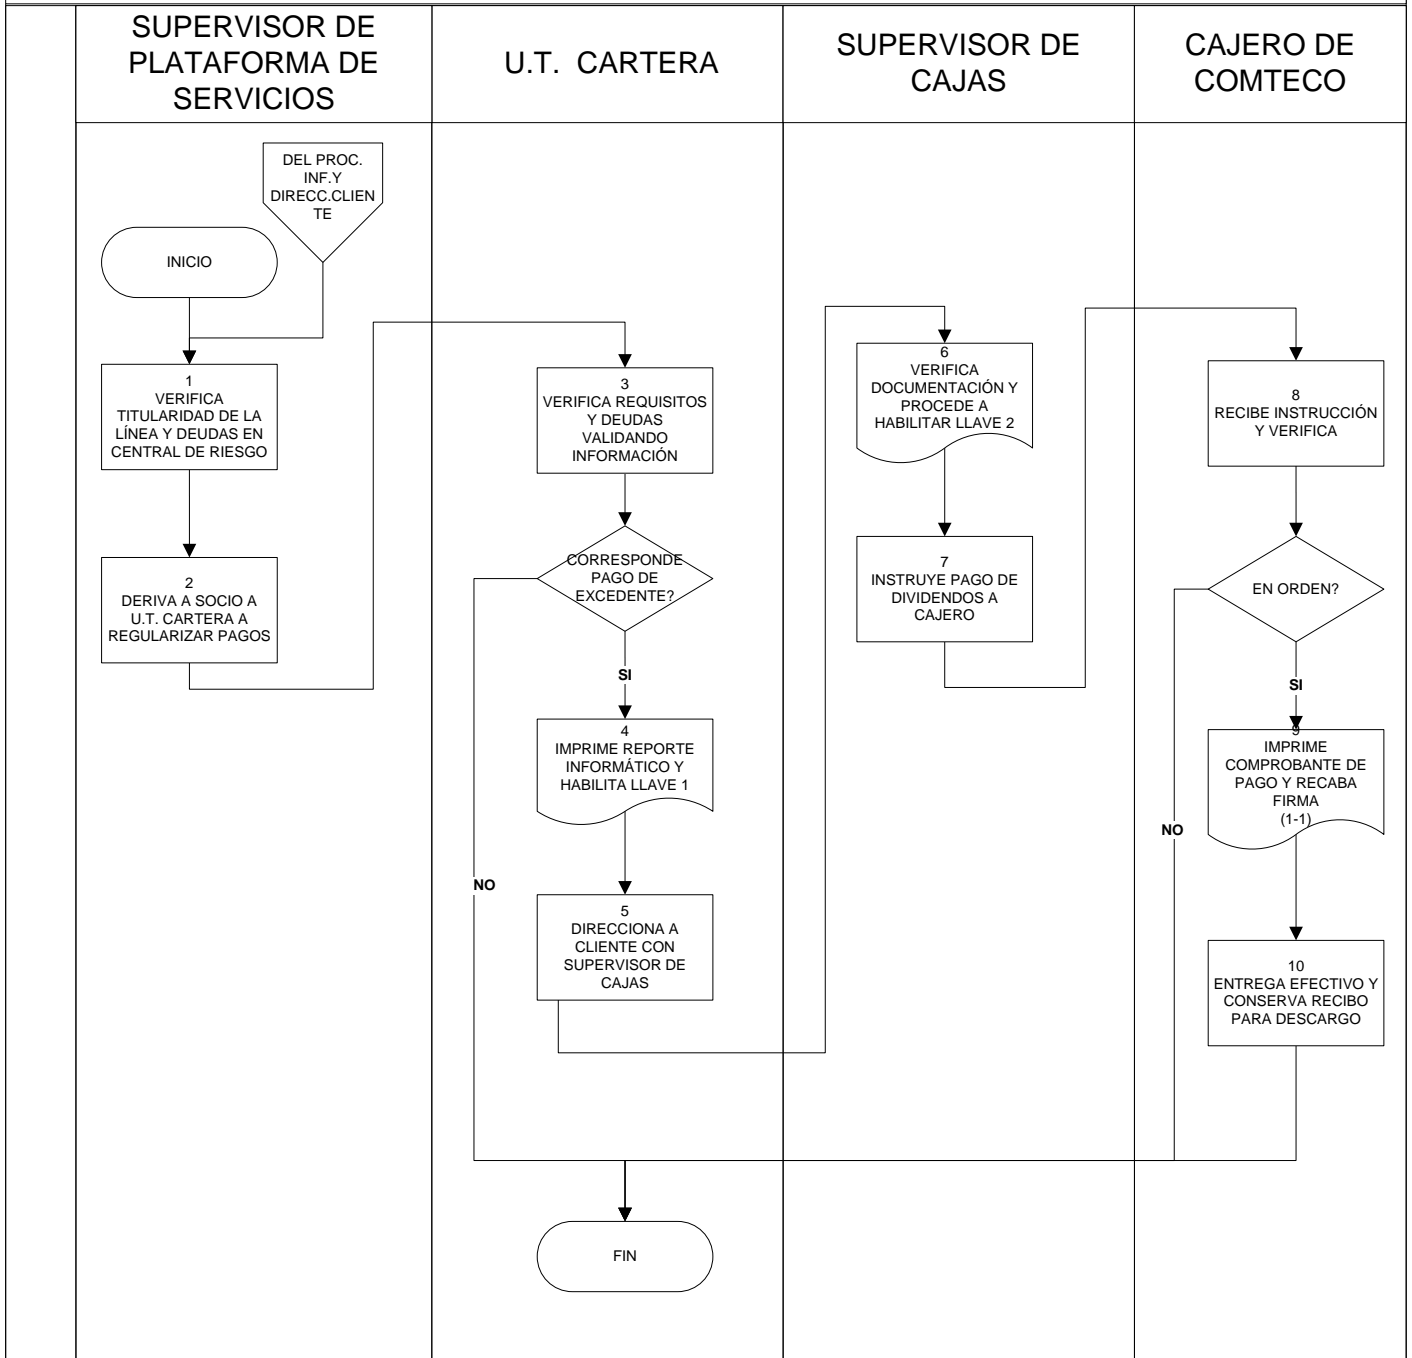 SUPERVISOR DE
PLATAFORMA DE
SERVICIOS
U.T. CARTERA
SUPERVISOR DE
CAJAS
CAJERO DE
COMTECO
DEL PROC.
INF.Y
DIRECC.CLIEN
TE
INICIO
1
VERIFICA
TITULARIDAD DE LA
LÍNEA Y DEUDAS EN
CENTRAL DE RIESGO
2
DERIVA A SOCIO A
U.T. CARTERA A
REGULARIZAR PAGOS
3
VERIFICA REQUISITOS
Y DEUDAS
VALIDANDO
INFORMACIÓN
CORRESPONDE
PAGO DE
EXCEDENTE?
SI
NO
4
IMPRIME REPORTE
INFORMÁTICO Y
HABILITA LLAVE 1
5
DIRECCIONA A
CLIENTE CON
SUPERVISOR DE
CAJAS
6
VERIFICA
DOCUMENTACIÓN Y
PROCEDE A
HABILITAR LLAVE 2
7
INSTRUYE PAGO DE
DIVIDENDOS A
CAJERO
8
RECIBE INSTRUCCIÓN
Y VERIFICA
EN ORDEN?
SI
NO
9
IMPRIME
COMPROBANTE DE
PAGO Y RECABA
FIRMA
(1-1)
10
ENTREGA EFECTIVO Y
CONSERVA RECIBO
PARA DESCARGO
FIN